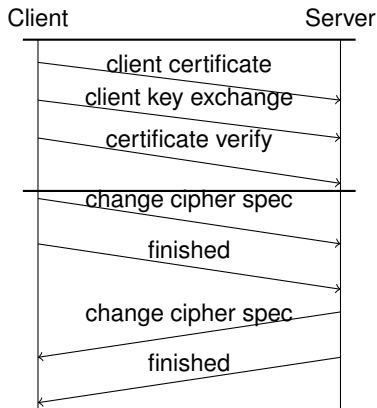 Client Server
client certificate
client key exchange
certificate verify
change cipher spec
finished
change cipher spec
finished